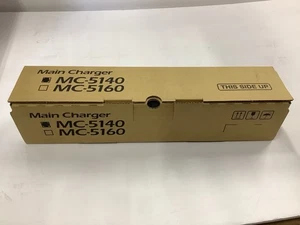 Main Charger
MC-5140
MC-5160
THIS SIDE UP
Main Charger
MC-5140
MC-5160